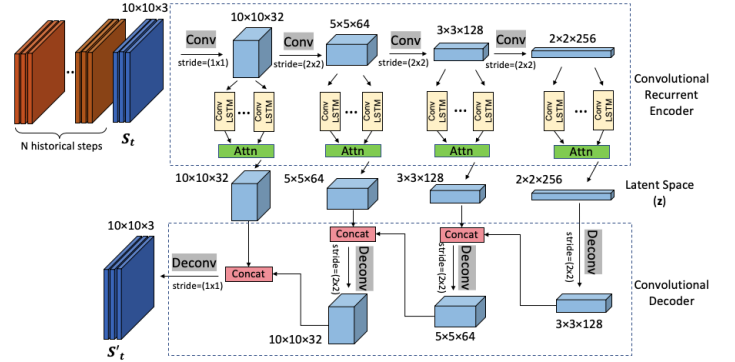 10×10×3
10×10×32
5×5×64
3×3×128
2×2×256
Conv
stride=(1x1)
Conv
stride=(2x2)
Conv
stride=(2x2)
Conv
stride=(2x2)
Convolutional
Recurrent
Encoder
..
N historical steps
S_t
Conv
LSTM
...
Conv
LSTM
Conv
LSTM
...
Conv
LSTM
Conv
LSTM
...
Conv
LSTM
Conv
LSTM
...
Conv
LSTM
Attn
Attn
Attn
Attn
10×10×32
5×5×64
3×3×128
2×2×256
Latent Space
(z)
10×10×3
Deconv
stride=(1x1)
Concat
Concat
Deconv
stride=(2x2)
Concat
Deconv
stride=(2x2)
Deconv
stride=(2x2)
Convolutional
Decoder
10×10×32
5×5×64
3×3×128
S'_t